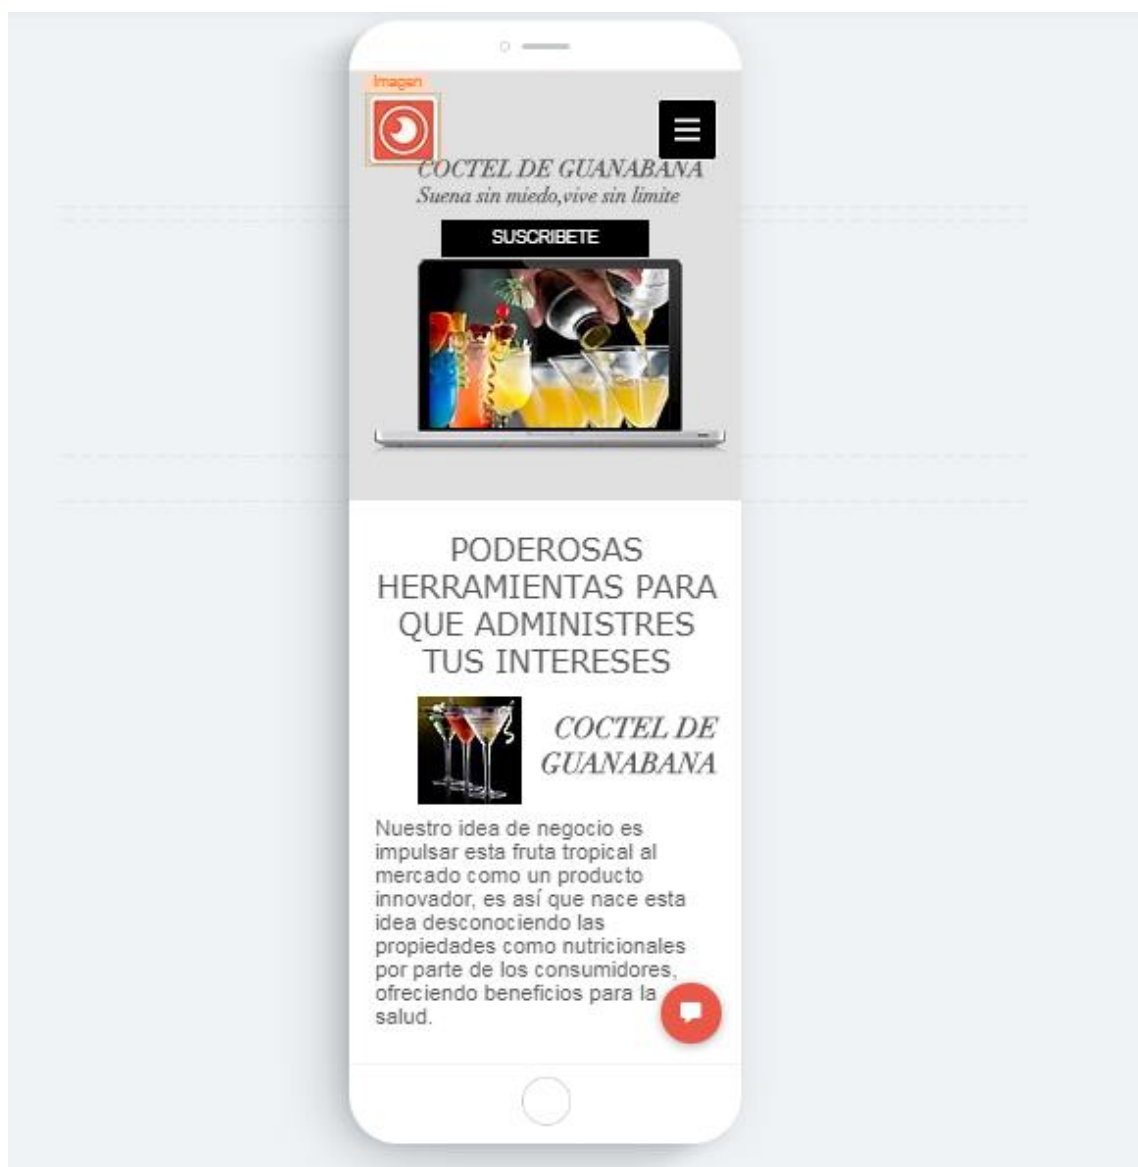 Imagen
COCTEL DE GUANABANA
Suena sin miedo,vive sin limite
SUSCRIBETE
PODEROSAS
HERRAMIENTAS PARA
QUE ADMINISTRES
TUS INTERESES
COCTEL DE
GUANABANA
Nuestro idea de negocio es
impulsar esta fruta tropical al
mercado como un producto
innovador, es así que nace esta
idea desconociendo las
propiedades como nutricionales
por parte de los consumidores,
ofreciendo beneficios para la
salud.